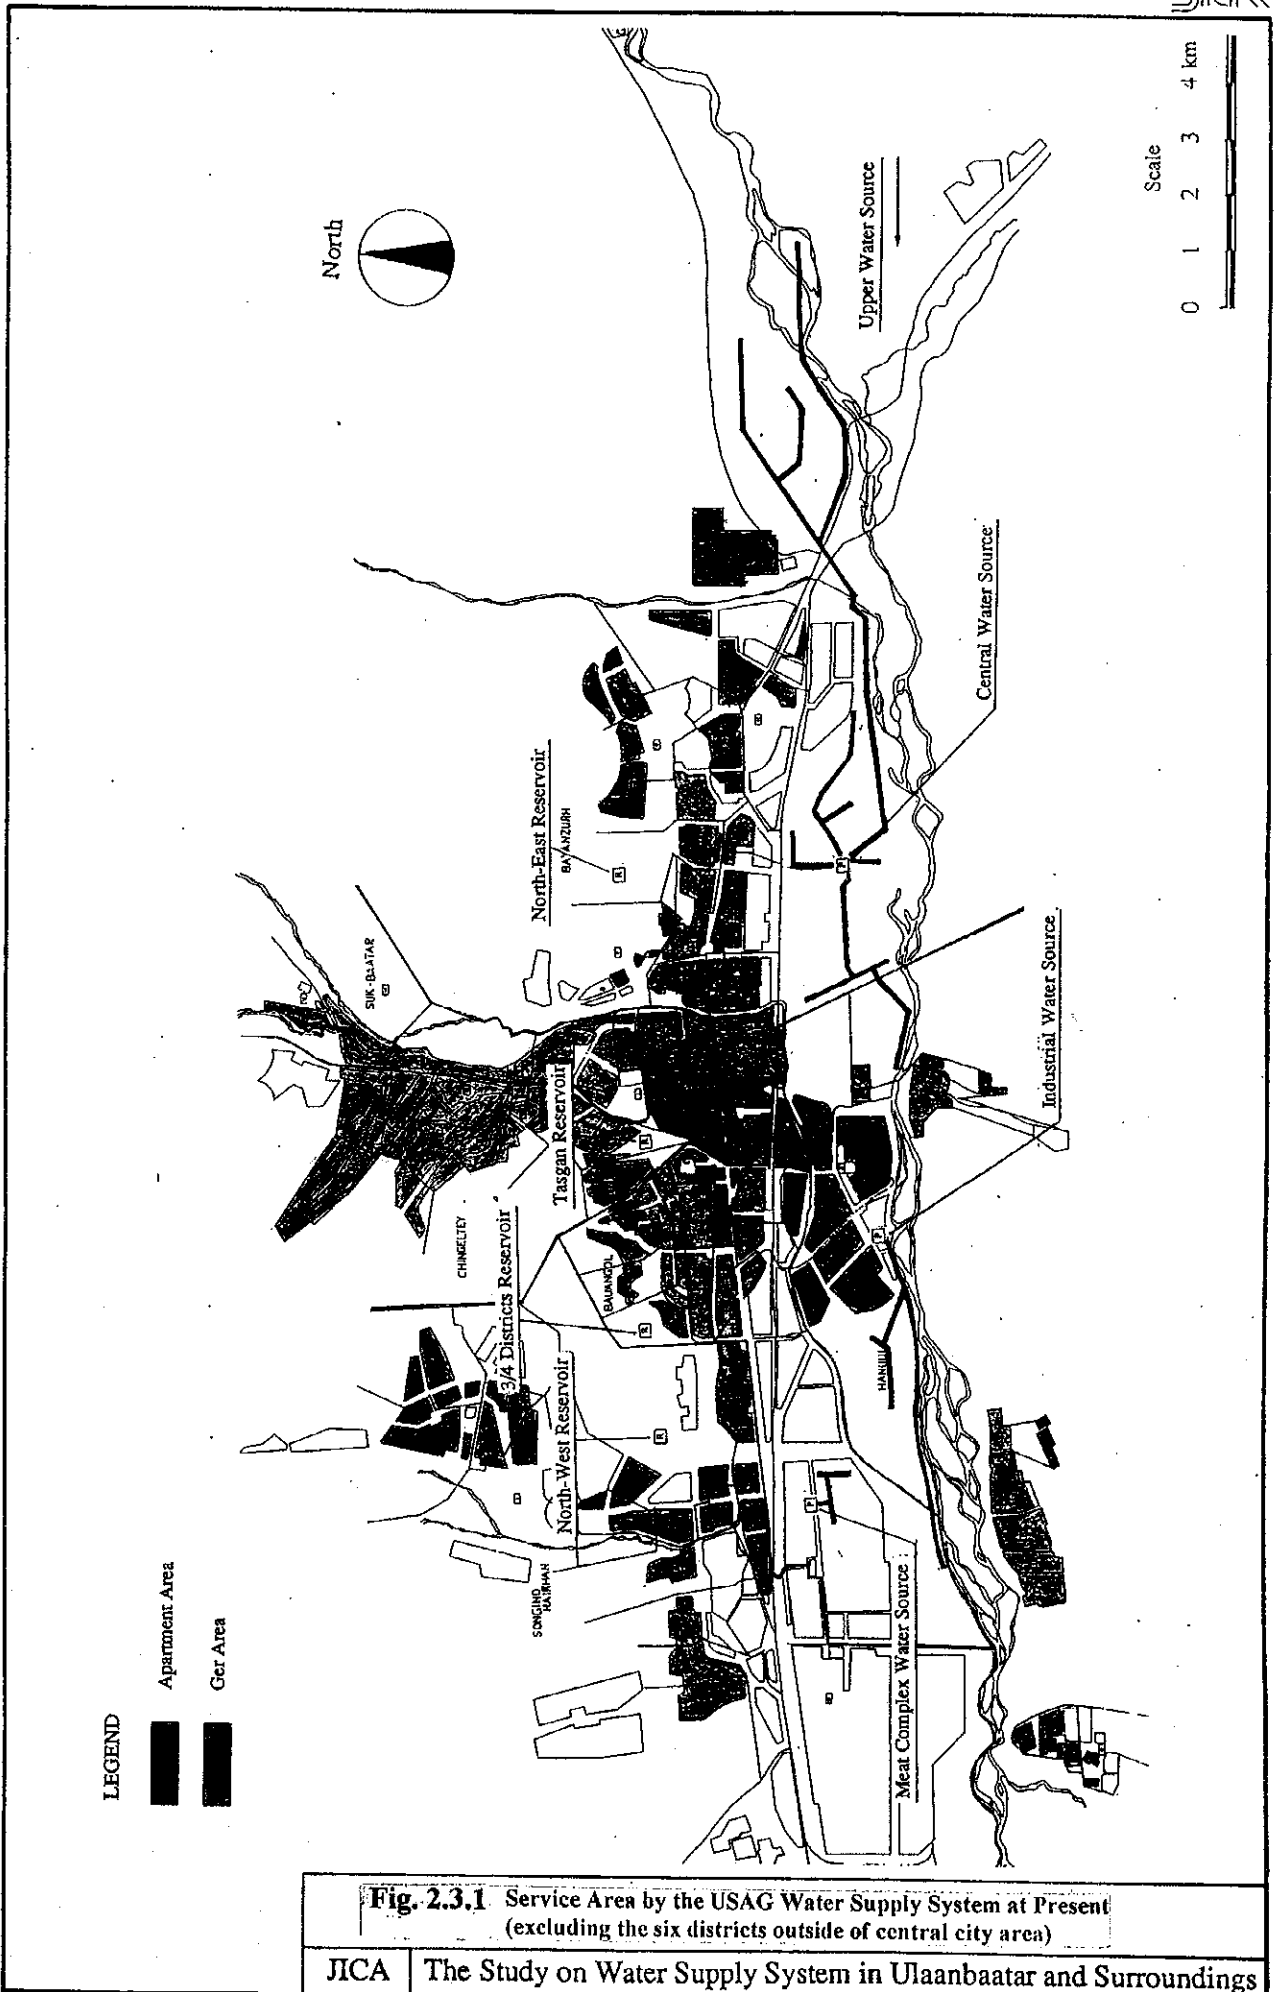 JICA
LEGEND
Apartment Area
Ger Area
North
SONGINO
HAIRHAN
CHINGELTEY
SUK-BAATAR
BAYANZURH
North-West Reservoir
3/4 Districts Reservoir
Tasgan Reservoir
North-East Reservoir
R
R
R
R
P
P
P
Meat Complex Water Source
Industrial Water Source
Central Water Source
Upper Water Source
Scale
0 1 2 3 4 km
Fig. 2.3.1 Service Area by the USAG Water Supply System at Present
(excluding the six districts outside of central city area)
JICA
The Study on Water Supply System in Ulaanbaatar and Surroundings